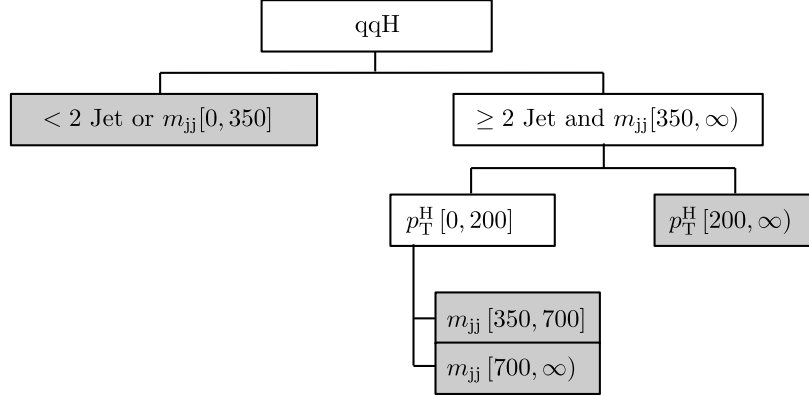 qqH
< 2 Jet or m_jj[0, 350]
≥ 2 Jet and m_jj[350, ∞)
p_T^H [0, 200]
p_T^H [200, ∞)
m_jj [350, 700]
m_jj [700, ∞)